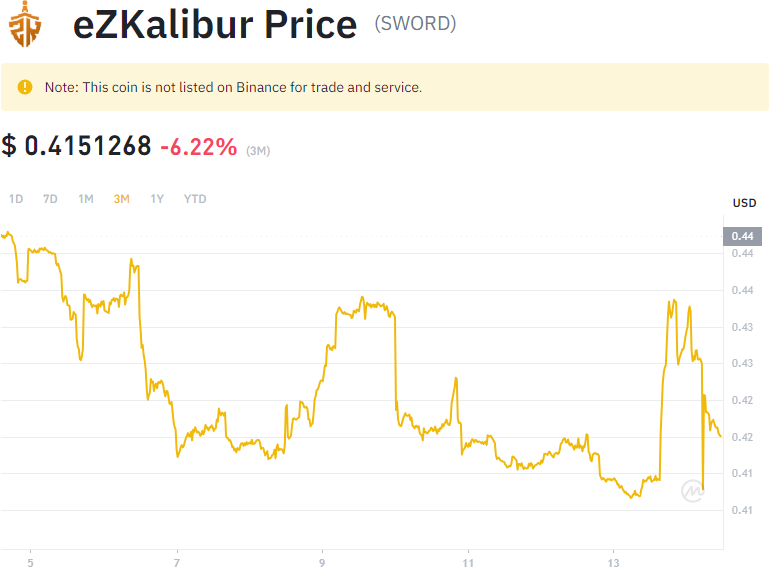 eZKalibur Price (SWORD)
Note: This coin is not listed on Binance for trade and service.
$ 0.4151268 -6.22% (3M)
1D 7D 1M 3M 1Y YTD
USD
0.44
0.44
0.44
0.43
0.43
0.42
0.42
0.41
0.41
5 7 9 11 13